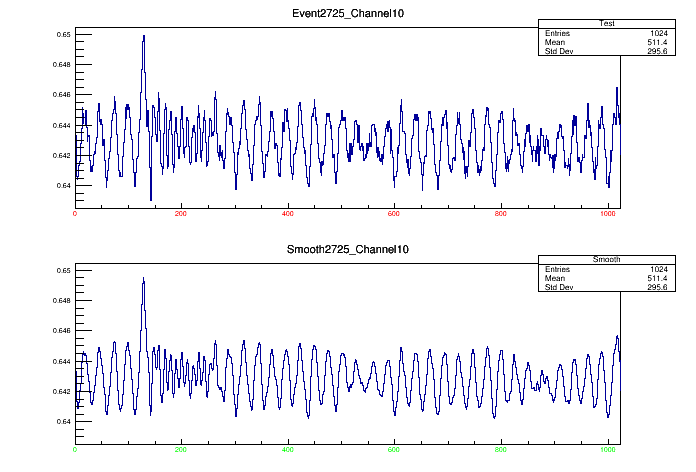 Event2725_Channel10
Test
Entries 1024
Mean 511.4
Std Dev 295.6
0.65
0.648
0.646
0.644
0.642
0.64
0 200 400 600 800 1000
Smooth2725_Channel10
Smooth
Entries 1024
Mean 511.4
Std Dev 295.6
0.65
0.648
0.646
0.644
0.642
0.64
0 200 400 600 800 1000